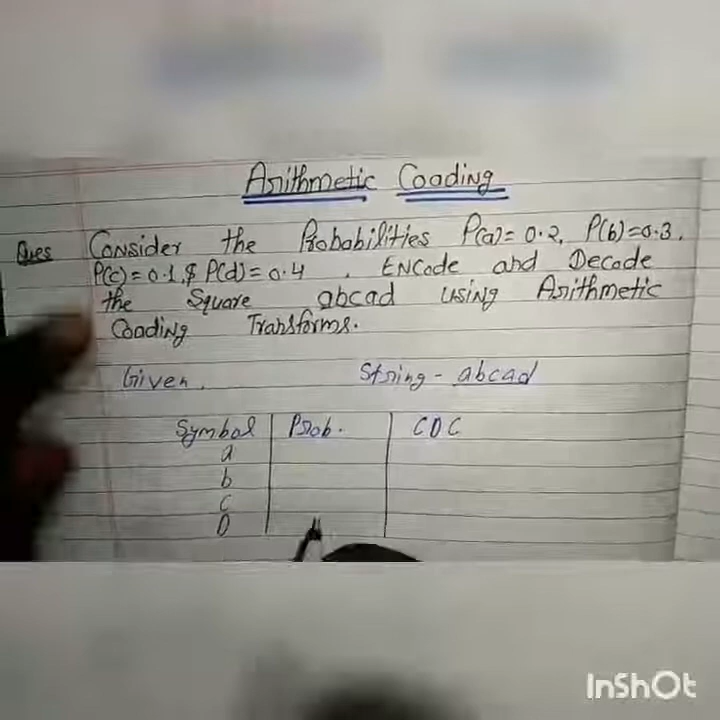 Arithmetic Coading
Ques Consider the Probabilities P(a)= 0.2, P(b)=0.3,
P(c)=0.1, $ P(d)= 0.4 . ENCode and Decode
the Square abcad using Arithmetic
Coading Transforms.
Given. String - abcad
Symbol Prob. CDC
a
b
c
D
InShOt